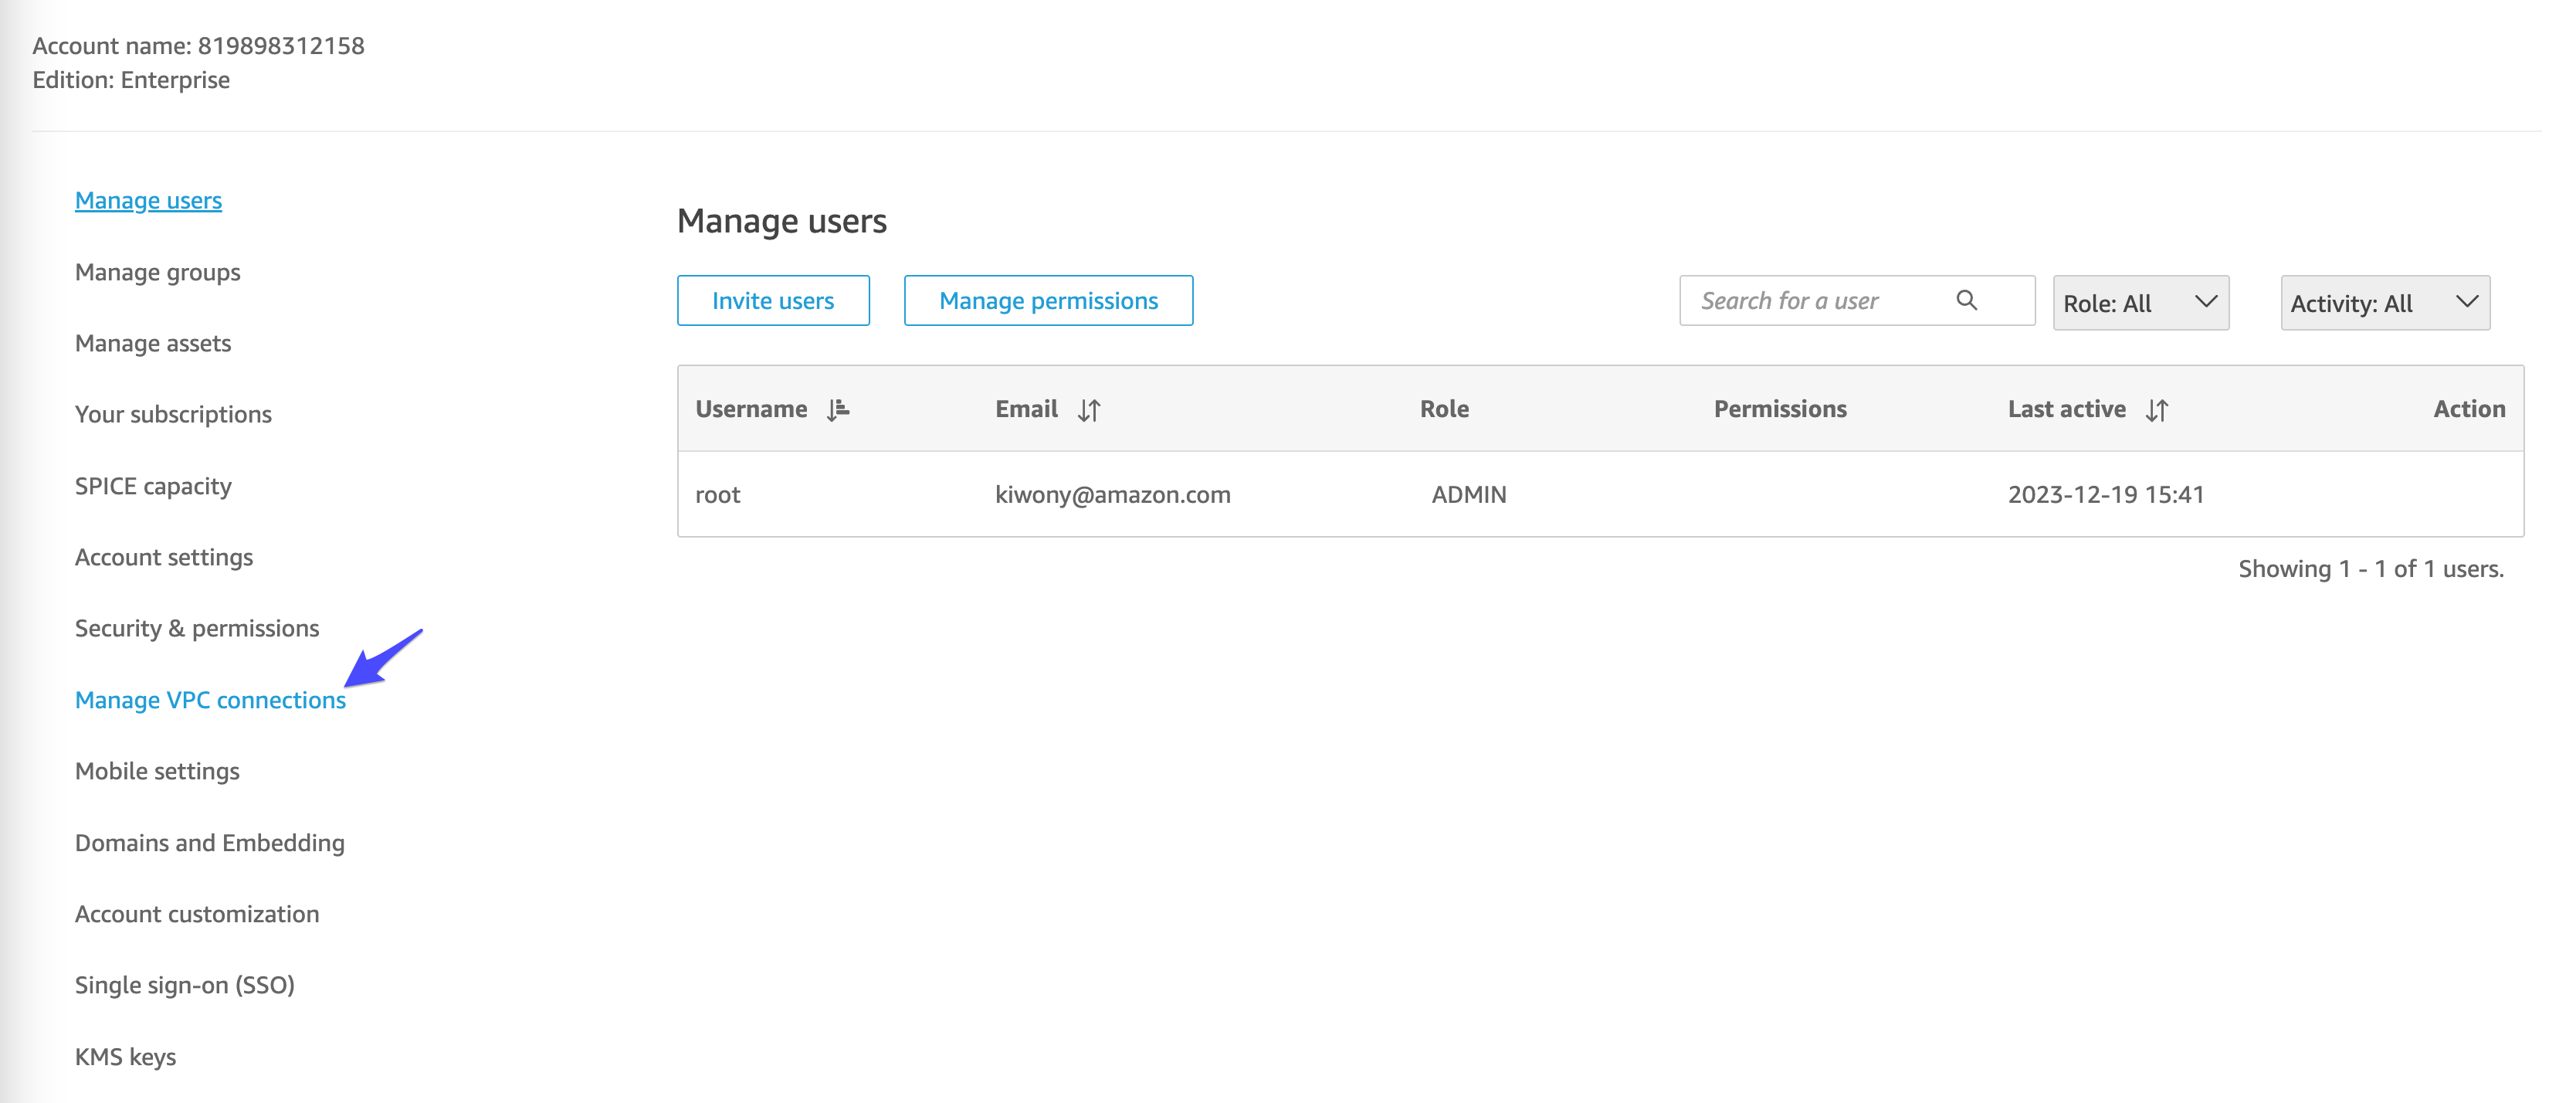 Account name: 819898312158
Edition: Enterprise
Manage users
Manage groups
Manage assets
Your subscriptions
SPICE capacity
Account settings
Security & permissions
Manage VPC connections
Mobile settings
Domains and Embedding
Account customization
Single sign-on (SSO)
KMS keys
Manage users
Invite users Manage permissions Search for a user Role: All Activity: All
Username Email Role Permissions Last active Action
root kiwony@amazon.com ADMIN 2023-12-19 15:41
Showing 1 - 1 of 1 users.